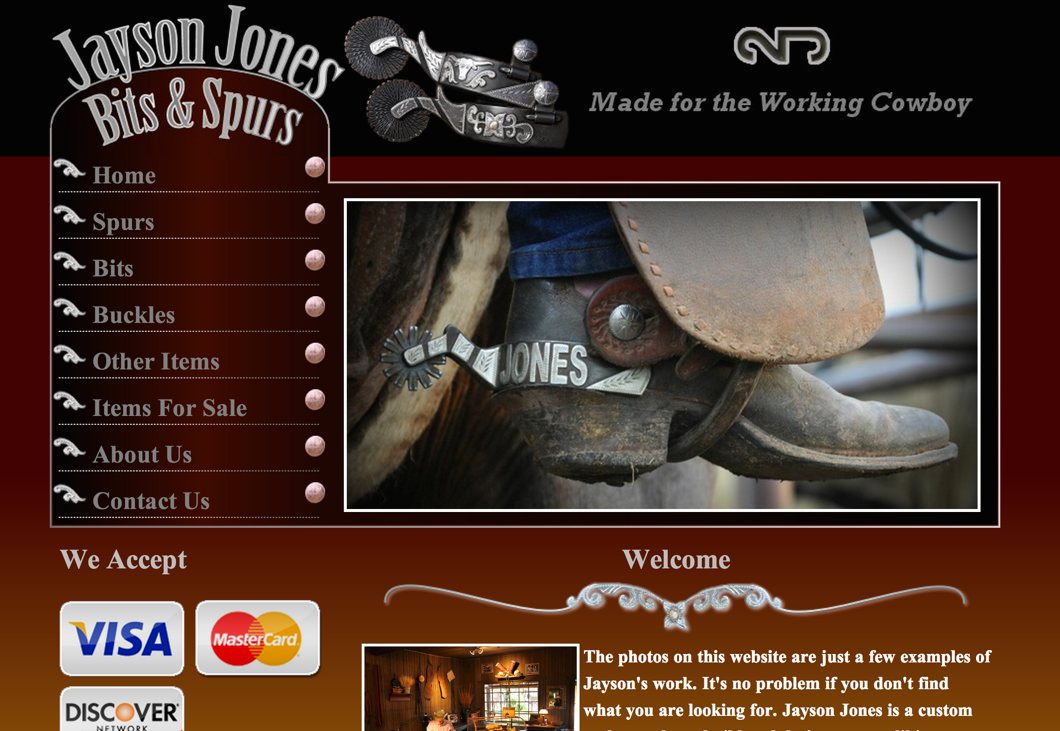 Jayson Jones
Bits & Spurs
Made for the Working Cowboy
Home
Spurs
Bits
Buckles
Other Items
Items For Sale
About Us
Contact Us
JONES
We Accept
Welcome
VISA
MasterCard
DISCOVER
NETWORK
The photos on this website are just a few examples of
Jayson's work. It's no problem if you don't find
what you are looking for. Jayson Jones is a custom